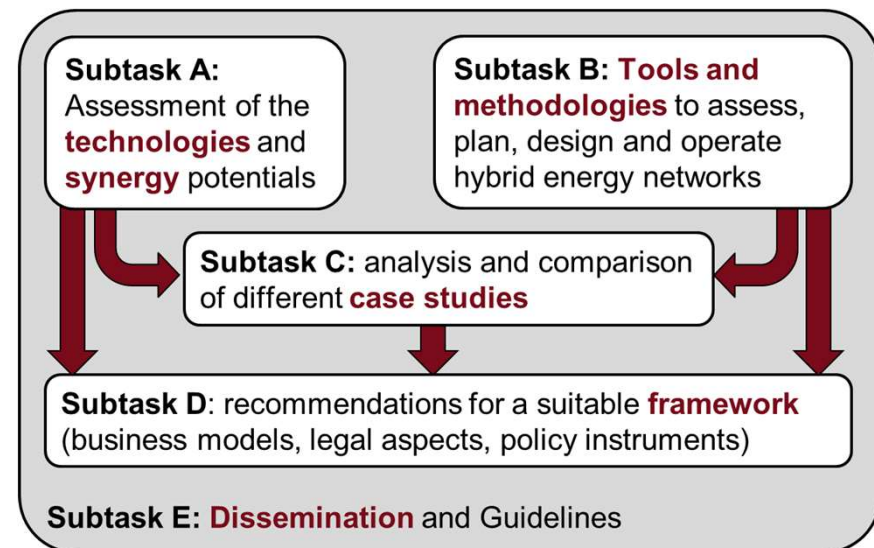 Subtask A:
Assessment of the
technologies and
synergy potentials
Subtask B: Tools and
methodologies to assess,
plan, design and operate
hybrid energy networks
Subtask C: analysis and comparison
of different case studies
Subtask D: recommendations for a suitable framework
(business models, legal aspects, policy instruments)
Subtask E: Dissemination and Guidelines